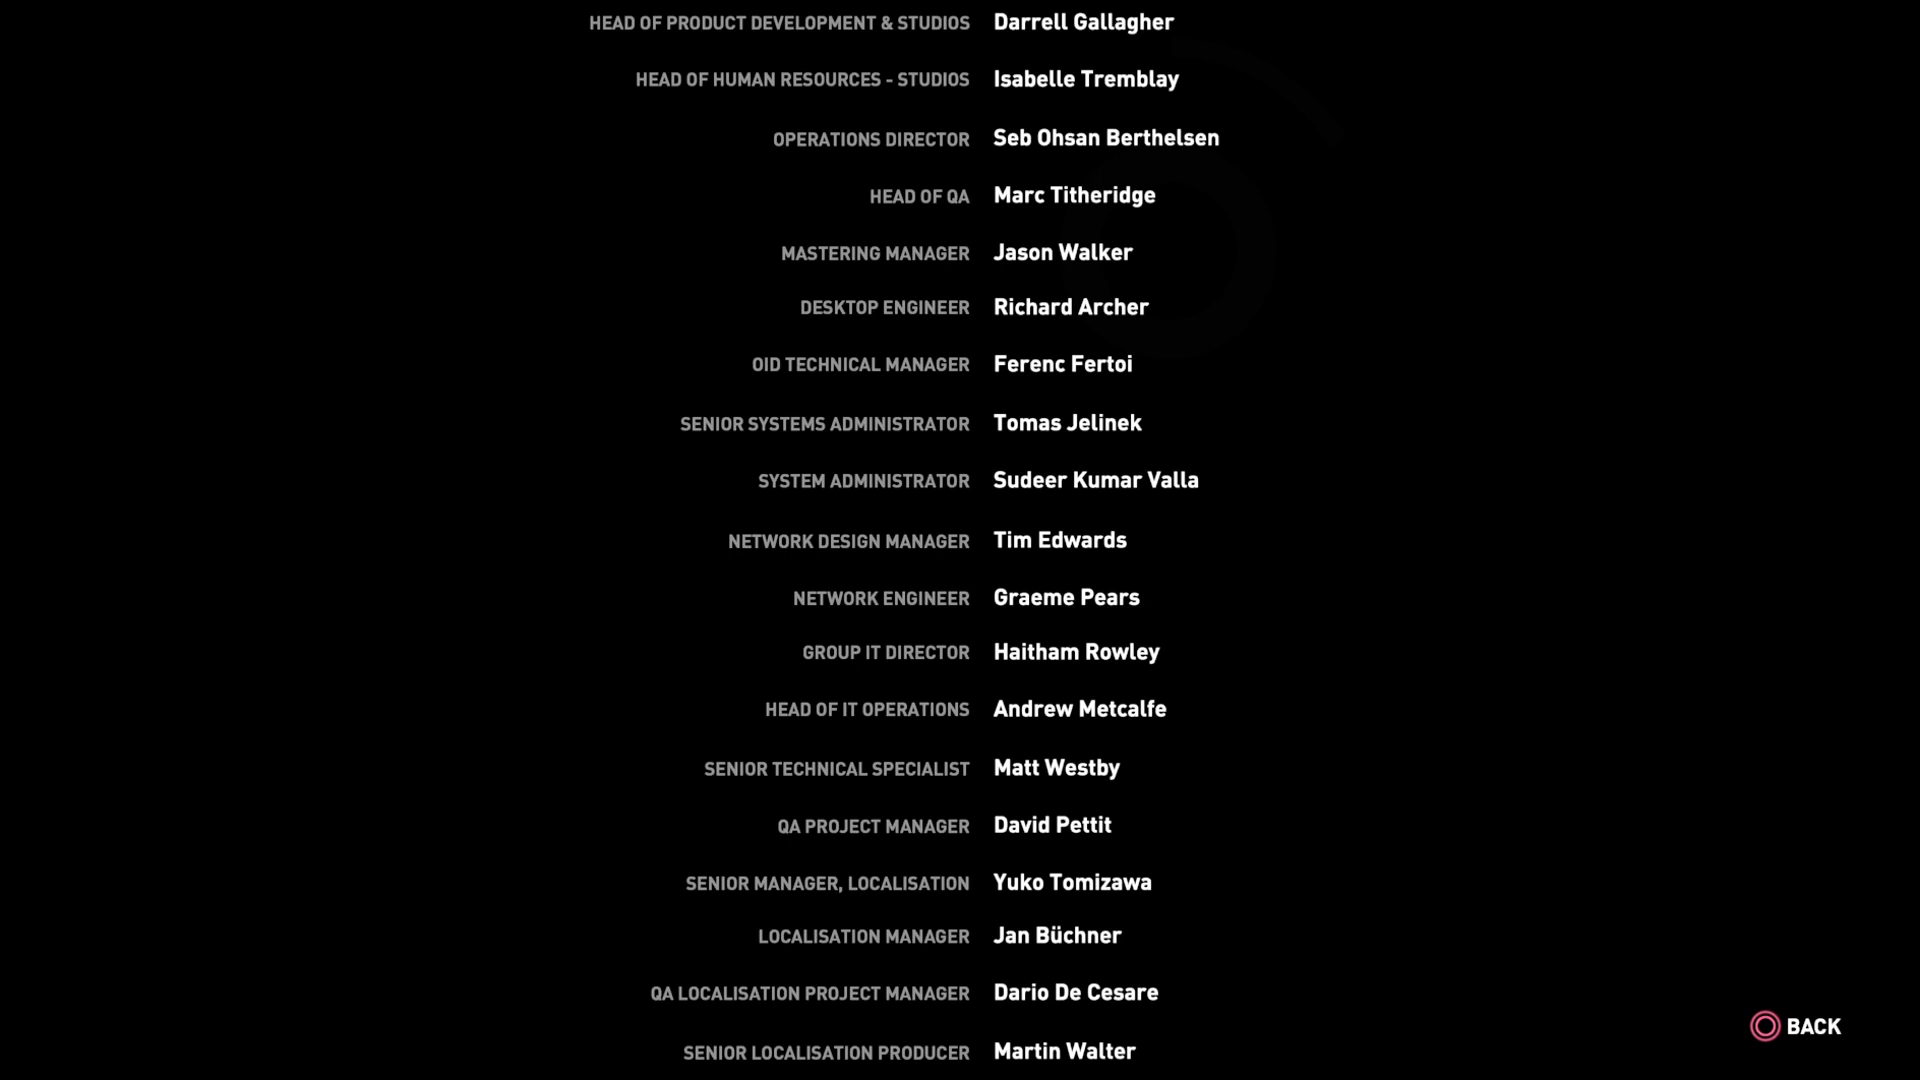 HEAD OF PRODUCT DEVELOPMENT & STUDIOS Darrell Gallagher
HEAD OF HUMAN RESOURCES - STUDIOS Isabelle Tremblay
OPERATIONS DIRECTOR Seb Ohsan Berthelsen
HEAD OF QA Marc Titheridge
MASTERING MANAGER Jason Walker
DESKTOP ENGINEER Richard Archer
OID TECHNICAL MANAGER Ferenc Fertoi
SENIOR SYSTEMS ADMINISTRATOR Tomas Jelinek
SYSTEM ADMINISTRATOR Sudeer Kumar Valla
NETWORK DESIGN MANAGER Tim Edwards
NETWORK ENGINEER Graeme Pears
GROUP IT DIRECTOR Haitham Rowley
HEAD OF IT OPERATIONS Andrew Metcalfe
SENIOR TECHNICAL SPECIALIST Matt Westby
QA PROJECT MANAGER David Pettit
SENIOR MANAGER, LOCALISATION Yuko Tomizawa
LOCALISATION MANAGER Jan Büchner
QA LOCALISATION PROJECT MANAGER Dario De Cesare
BACK
SENIOR LOCALISATION PRODUCER Martin Walter